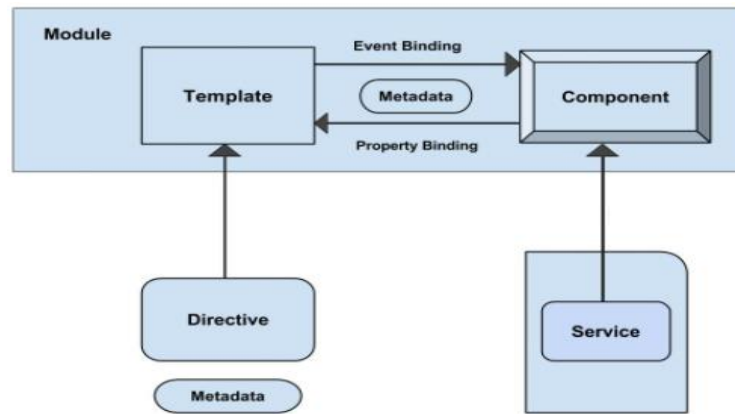 Module
Event Binding
Template
Metadata
Component
Property Binding
Directive
Service
Metadata